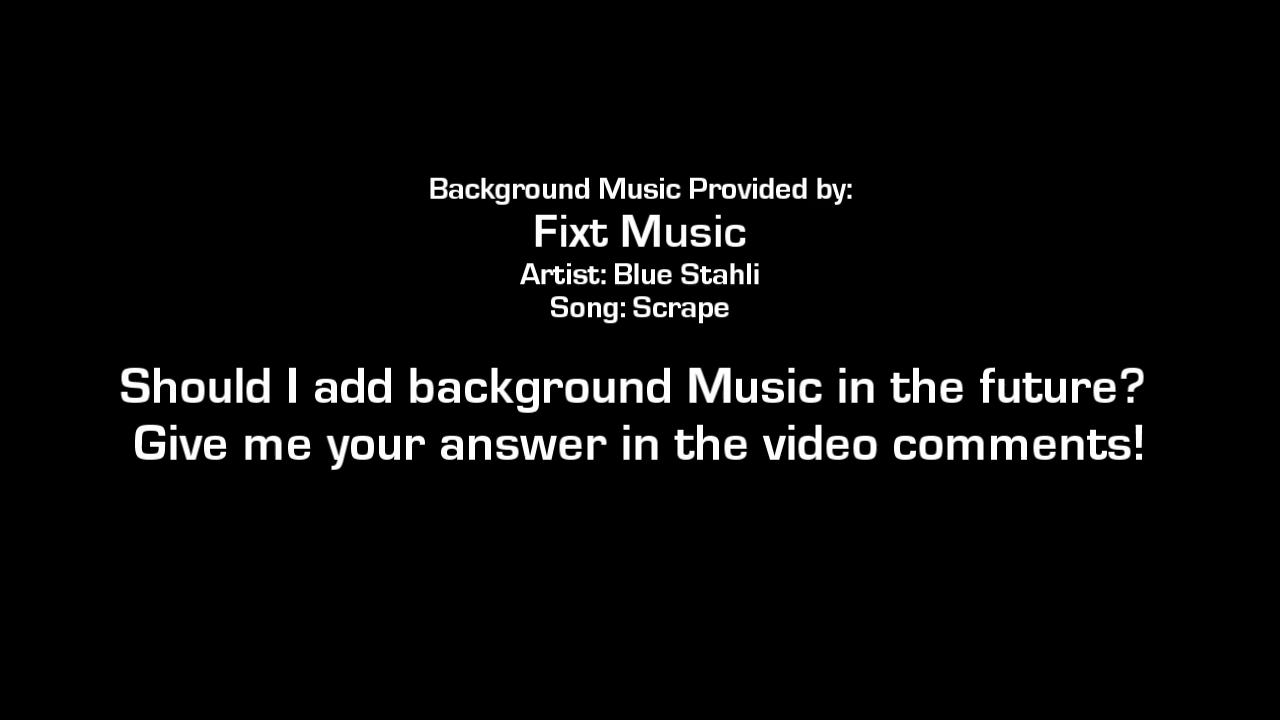 Background Music Provided by:
Fixt Music
Artist: Blue Stahli
Song: Scrape
Should I add background Music in the future?
Give me your answer in the video comments!